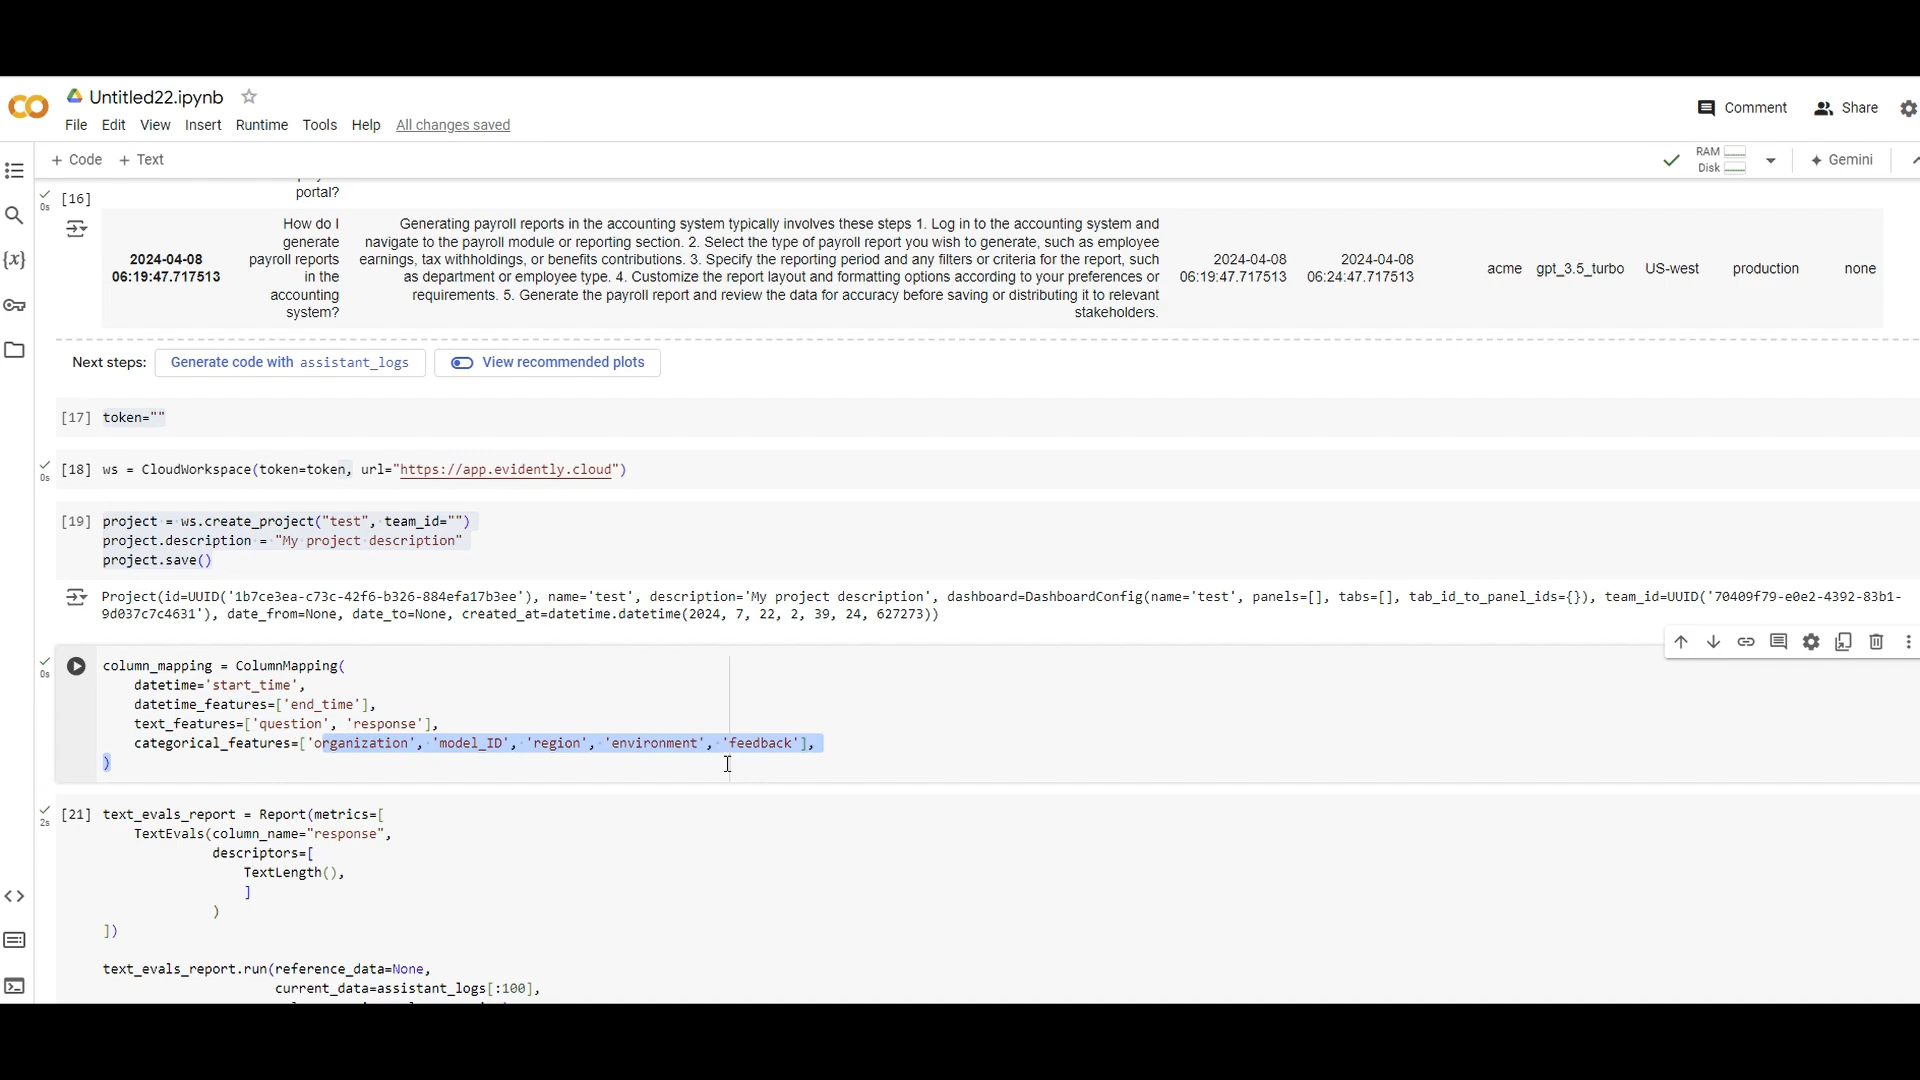 Untitled22.ipynb
File Edit View Insert Runtime Tools Help All changes saved
Comment Share
+ Code + Text
RAM
Disk
Gemini
[16]
0s
portal?
How do I
generate
payroll reports
in the
accounting
system?
2024-04-08
06:19:47.717513
Generating payroll reports in the accounting system typically involves these steps 1. Log in to the accounting system and
navigate to the payroll module or reporting section. 2. Select the type of payroll report you wish to generate, such as employee
earnings, tax withholdings, or benefits contributions. 3. Specify the reporting period and any filters or criteria for the report, such
as department or employee type. 4. Customize the report layout and formatting options according to your preferences or
requirements. 5. Generate the payroll report and review the data for accuracy before saving or distributing it to relevant
stakeholders.
2024-04-08
06:19:47.717513
2024-04-08
06:24:47.717513
acme gpt_3.5_turbo US-west production none
Next steps: Generate code with assistant_logs View recommended plots
[17] token=""
0s
[18] ws = CloudWorkspace(token=token, url="https://app.evidently.cloud")
[19] project = ws.create_project("test", team_id="")
project.description = "My project description"
project.save()
Project(id=UUID('1b7ce3ea-c73c-42f6-b326-884efa17b3ee'), name='test', description='My project description', dashboard=DashboardConfig(name='test', panels=[], tabs=[], tab_id_to_panel_ids={}), team_id=UUID('70409f79-e0e2-4392-83b1-
9d037c7c4631'), date_from=None, date_to=None, created_at=datetime.datetime(2024, 7, 22, 2, 39, 24, 627273))
0s
column_mapping = ColumnMapping(
datetime='start_time',
datetime_features=['end_time'],
text_features=['question', 'response'],
categorical_features=['organization', 'model_ID', 'region', 'environment', 'feedback'],
)
2s
[21] text_evals_report = Report(metrics=[
TextEvals(column_name="response",
descriptors=[
TextLength(),
]
)
])
text_evals_report.run(reference_data=None,
current_data=assistant_logs[:100],